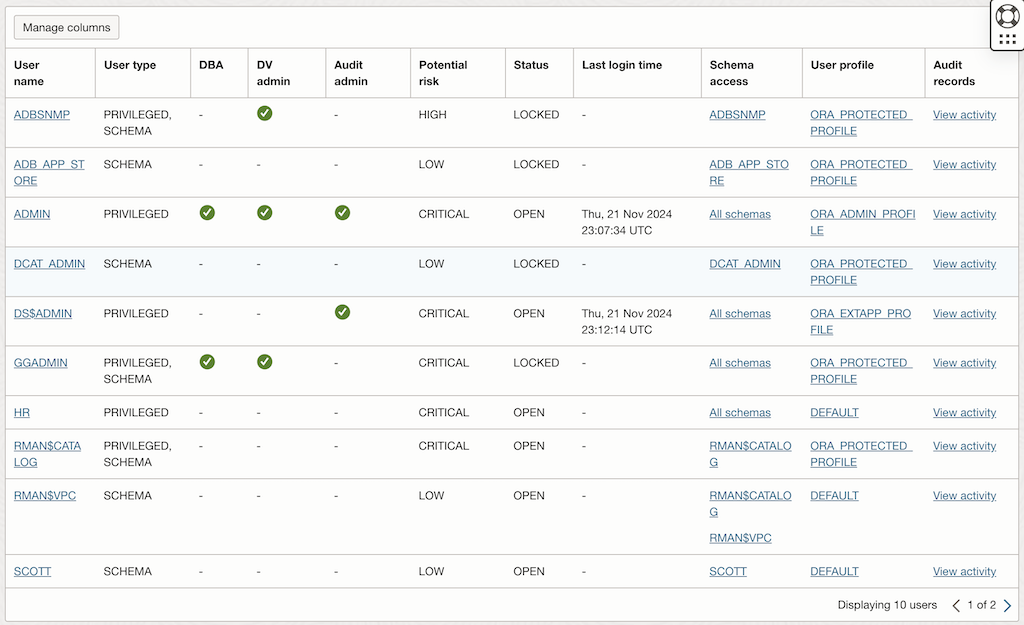 Manage columns
User name | User type | DBA | DV admin | Audit admin | Potential risk | Status | Last login time | Schema access | User profile | Audit records
ADBSNMP | PRIVILEGED, SCHEMA | - | - | HIGH | LOCKED | - | ADBSNMP | ORA_PROTECTED_PROFILE | View activity
ADB_APP_STORE | SCHEMA | - | - | - | LOW | LOCKED | - | ADB_APP_STORE | ORA_PROTECTED_PROFILE | View activity
ADMIN | PRIVILEGED | CRITICAL | OPEN | Thu, 21 Nov 2024 23:07:34 UTC | All schemas | ORA_ADMIN_PROFILE | View activity
DCAT_ADMIN | SCHEMA | - | - | - | LOW | LOCKED | - | DCAT_ADMIN | ORA_PROTECTED_PROFILE | View activity
DS$ADMIN | PRIVILEGED | - | - | CRITICAL | OPEN | Thu, 21 Nov 2024 23:12:14 UTC | All schemas | ORA_EXTAPP_PROFILE | View activity
GGADMIN | PRIVILEGED, SCHEMA | - | CRITICAL | LOCKED | - | All schemas | ORA_PROTECTED_PROFILE | View activity
HR | PRIVILEGED | - | - | - | CRITICAL | OPEN | - | All schemas | DEFAULT | View activity
RMAN$CATALOG | PRIVILEGED, SCHEMA | - | - | - | CRITICAL | OPEN | - | RMAN$CATALOG | ORA_PROTECTED_PROFILE | View activity
RMAN$VPC | SCHEMA | - | - | - | LOW | OPEN | - | RMAN$CATALOG RMAN$VPC | DEFAULT | View activity
SCOTT | SCHEMA | - | - | - | LOW | OPEN | - | SCOTT | DEFAULT | View activity
Displaying 10 users < 1 of 2 >